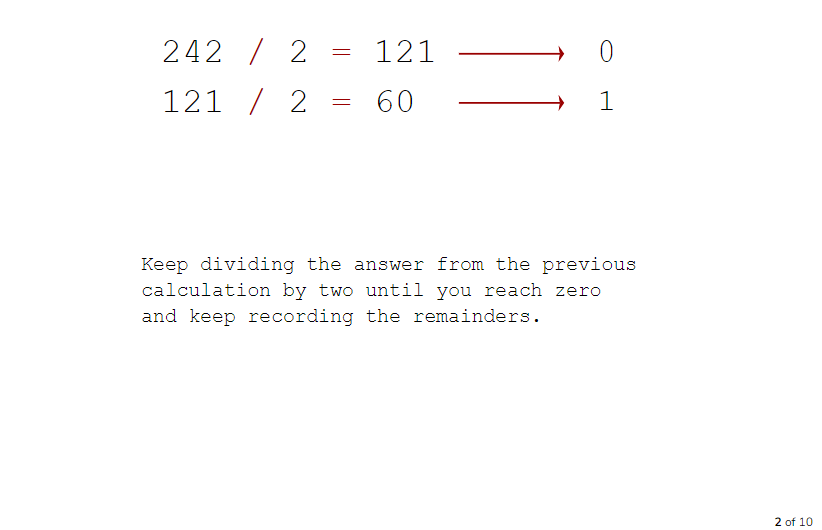 242 / 2 = 121 ⟶ 0
121 / 2 = 60 ⟶ 1
Keep dividing the answer from the previous
calculation by two until you reach zero
and keep recording the remainders.
2 of 10